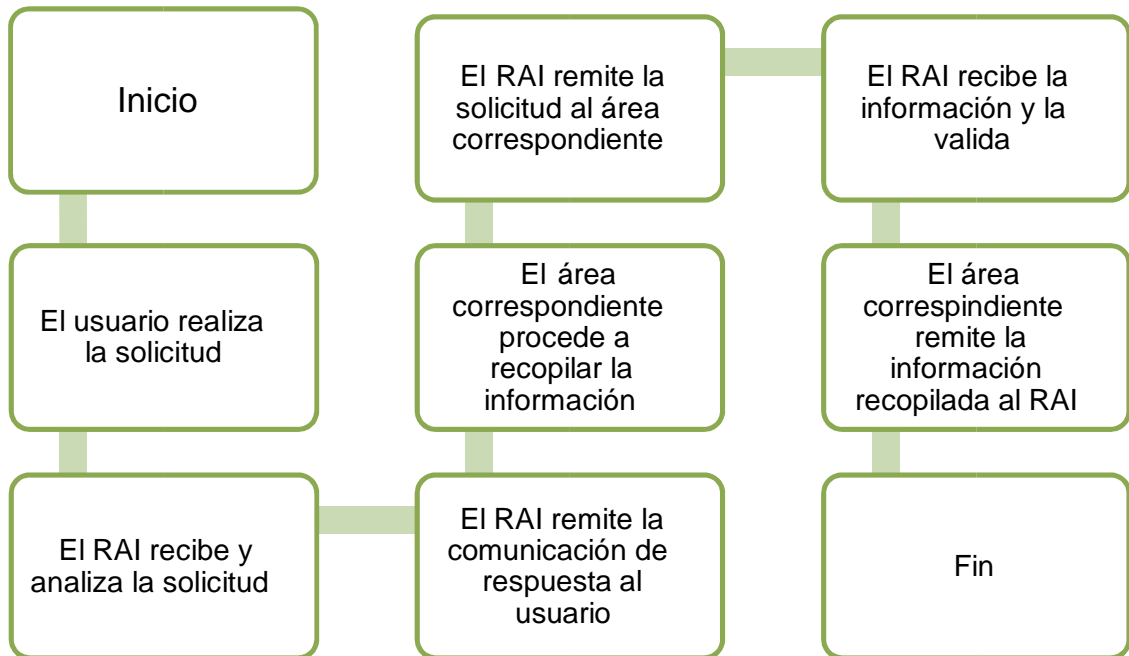 Inicio
El usuario realiza
la solicitud
El RAI recibe y
analiza la solicitud
El RAI remite la
comunicación de
respuesta al
usuario
El área
correspondiente
procede a
recopilar la
información
El RAI remite la
solicitud al área
correspondiente
El RAI recibe la
información y la
valida
El área
correspindiente
remite la
información
recopilada al RAI
Fin